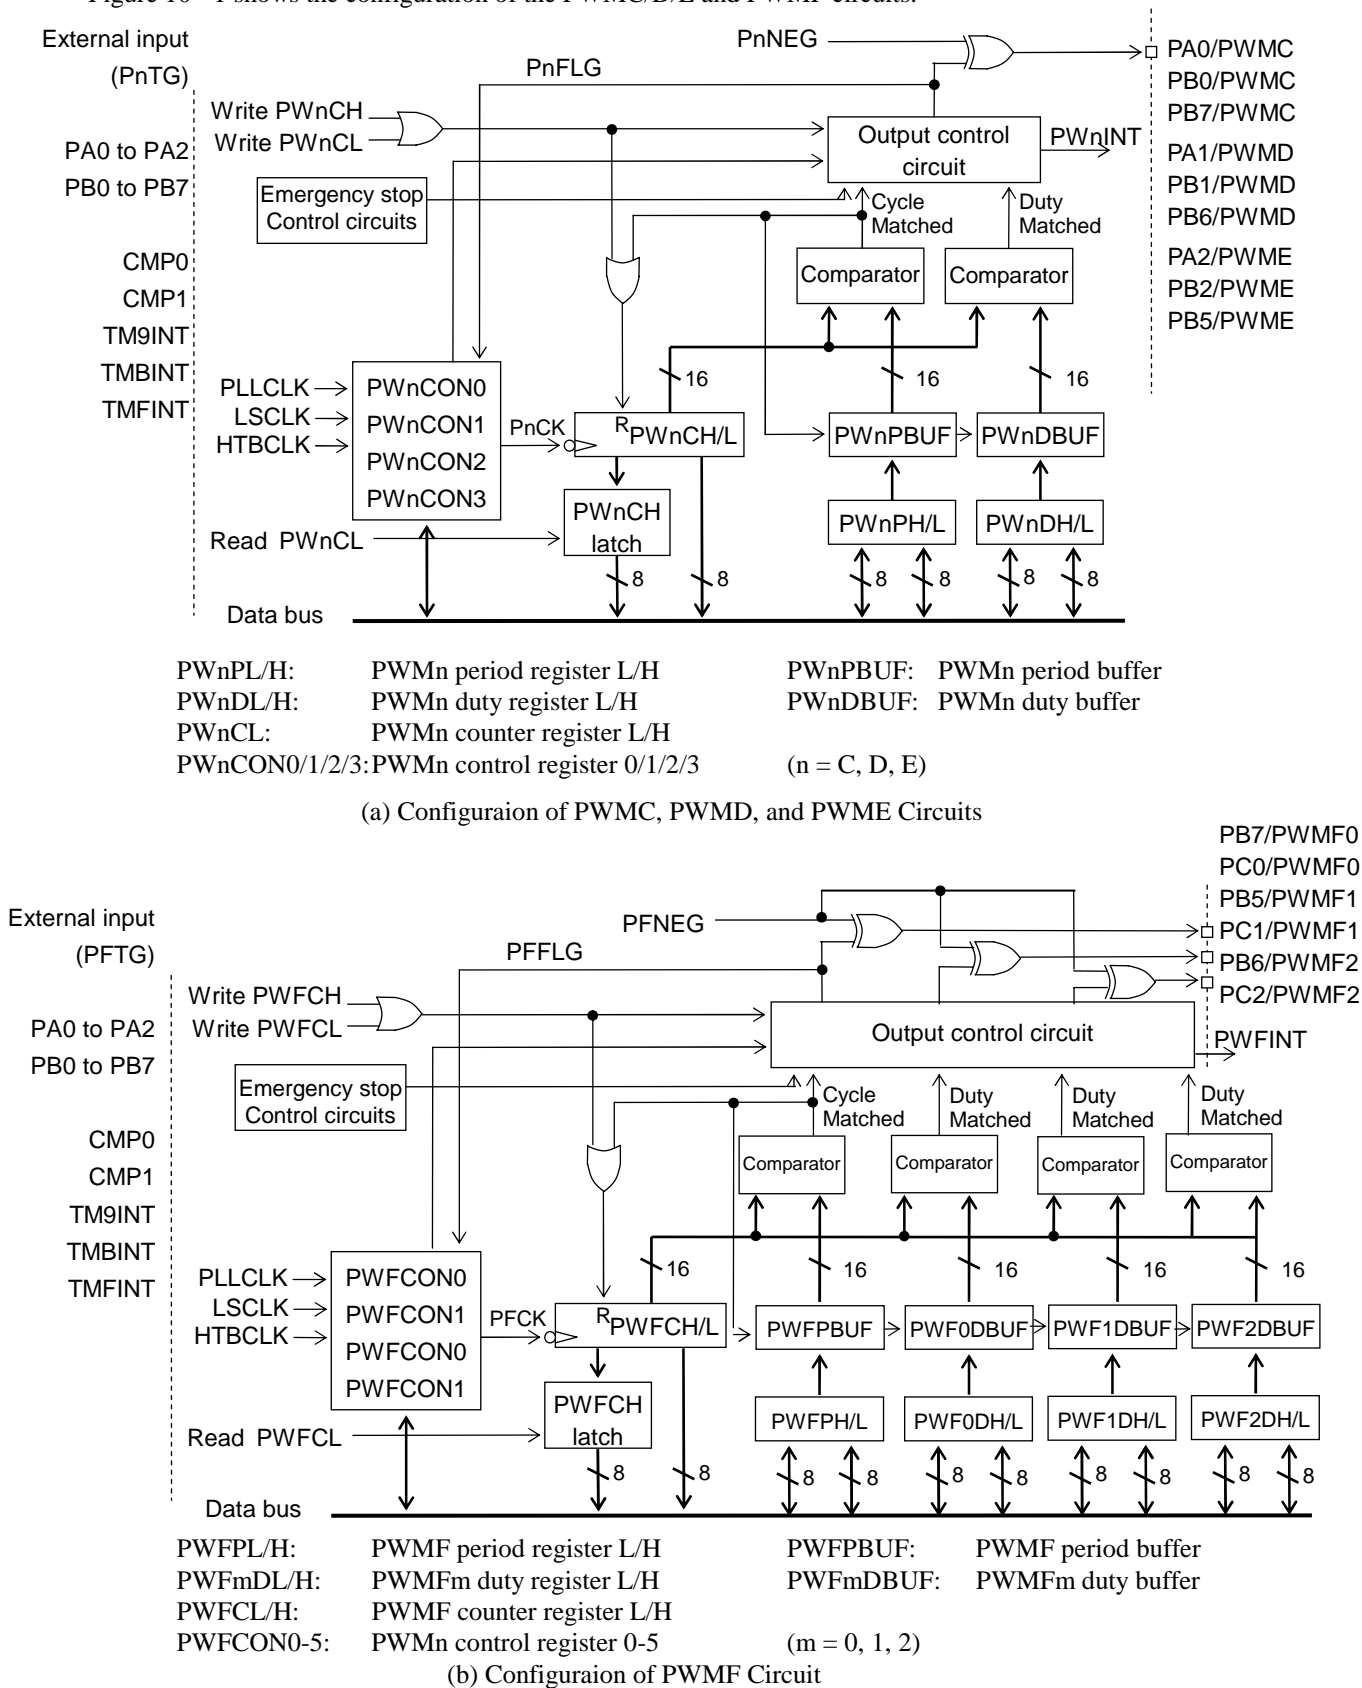 Figure 10 - 1 shows the configuration of the PWMC/D/E and PWMF circuits.
External input
(PnTG)
PA0 to PA2
PB0 to PB7
CMP0
CMP1
TM9INT
TMBINT
TMFINT
PnNEG
PnFLG
Write PWnCH
Write PWnCL
Emergency stop
Control circuits
Output control
circuit
PWnINT
Cycle
Matched
Duty
Matched
Comparator
Comparator
PA0/PWMC
PB0/PWMC
PB7/PWMC
PA1/PWMD
PB1/PWMD
PB6/PWMD
PA2/PWME
PB2/PWME
PB5/PWME
PLLCLK
LSCLK
HTBCLK
PWnCON0
PWnCON1
PWnCON2
PWnCON3
PnCK
R
PWnCH/L
16
16
16
PWnPBUF
PWnDBUF
PWnCH
latch
PWnPH/L
PWnDH/L
Read PWnCL
8
8
8
8
8
8
Data bus
PWnPL/H: PWMn period register L/H PWnPBUF: PWMn period buffer
PWnDL/H: PWMn duty register L/H PWnDBUF: PWMn duty buffer
PWnCL: PWMn counter register L/H
PWnCON0/1/2/3: PWMn control register 0/1/2/3 (n = C, D, E)
(a) Configuraion of PWMC, PWMD, and PWME Circuits
External input
(PFTG)
PA0 to PA2
PB0 to PB7
CMP0
CMP1
TM9INT
TMBINT
TMFINT
PFNEG
PFFLG
Write PWFCH
Write PWFCL
Emergency stop
Control circuits
Output control circuit
PWFINT
PB7/PWMF0
PC0/PWMF0
PB5/PWMF1
PC1/PWMF1
PB6/PWMF2
PC2/PWMF2
Cycle
Matched
Duty
Matched
Duty
Matched
Duty
Matched
Comparator
Comparator
Comparator
Comparator
PLLCLK
LSCLK
HTBCLK
PWFCON0
PWFCON1
PWFCON0
PWFCON1
PFCK
R
PWFCH/L
16
16
16
16
16
PWFPBUF
PWF0DBUF
PWF1DBUF
PWF2DBUF
PWFCH
latch
PWFPH/L
PWF0DH/L
PWF1DH/L
PWF2DH/L
Read PWFCL
8
8
8
8
8
8
8
8
8
8
Data bus
PWFPL/H: PWMF period register L/H PWFPBUF: PWMF period buffer
PWFmDL/H: PWMFm duty register L/H PWFmDBUF: PWMFm duty buffer
PWFCL/H: PWMF counter register L/H
PWFCON0-5: PWMn control register 0-5 (m = 0, 1, 2)
(b) Configuraion of PWMF Circuit